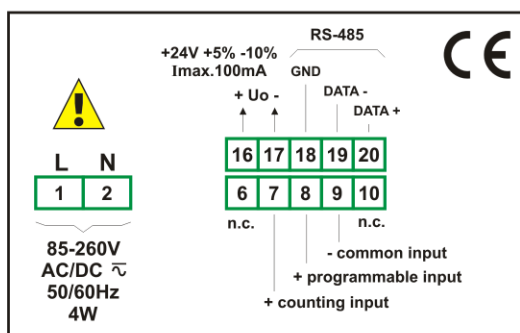 RS-485
+24V +5% -10%
Imax.100mA
GND
DATA -
+ Uo -
DATA +
L N
1 2
16 17 18 19 20
6 7 8 9 10
n.c. n.c.
85-260V
AC/DC
50/60Hz
4W
- common input
+ programmable input
+ counting input
CE